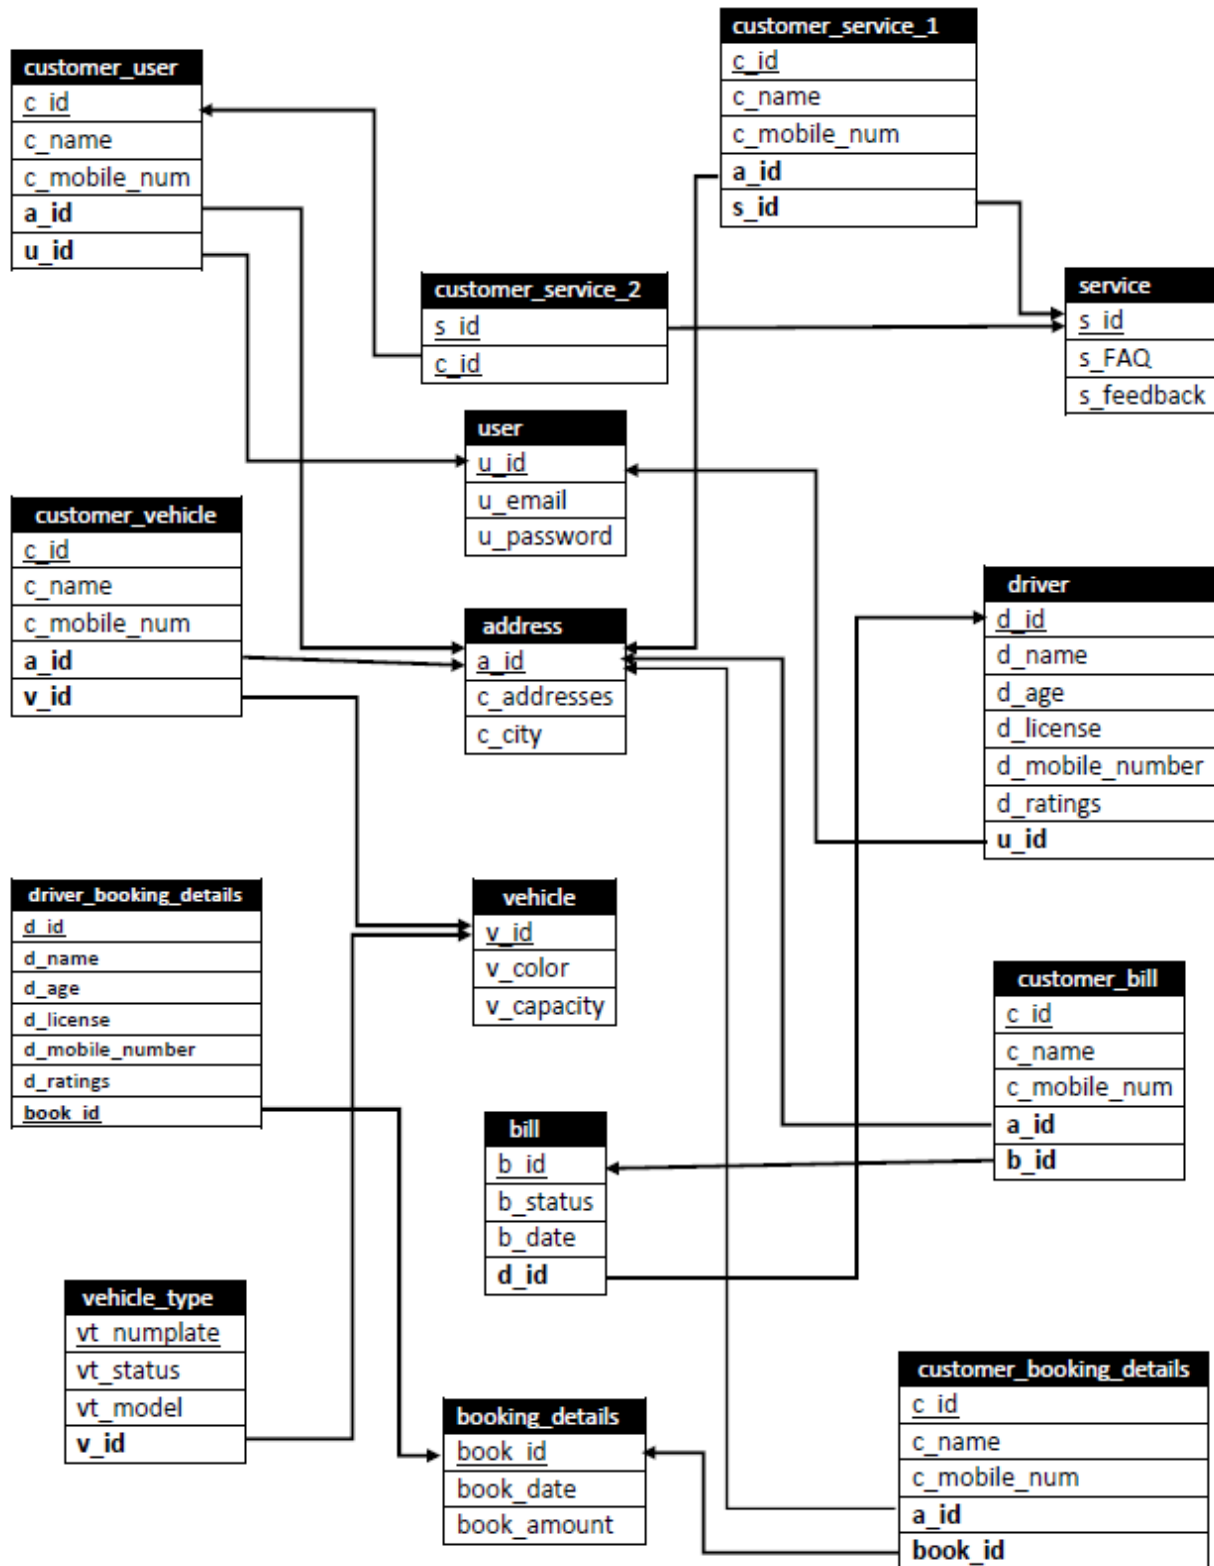 customer_user
c_id
c_name
c_mobile_num
a_id
u_id
customer_service_1
c_id
c_name
c_mobile_num
a_id
s_id
customer_service_2
s_id
c_id
service
s_id
s_FAQ
s_feedback
user
u_id
u_email
u_password
customer_vehicle
c_id
c_name
c_mobile_num
a_id
v_id
address
a_id
c_addresses
c_city
driver
d_id
d_name
d_age
d_license
d_mobile_number
d_ratings
u_id
driver_booking_details
d_id
d_name
d_age
d_license
d_mobile_number
d_ratings
book_id
vehicle
v_id
v_color
v_capacity
customer_bill
c_id
c_name
c_mobile_num
a_id
b_id
bill
b_id
b_status
b_date
d_id
vehicle_type
vt_numplate
vt_status
vt_model
v_id
booking_details
book_id
book_date
book_amount
customer_booking_details
c_id
c_name
c_mobile_num
a_id
book_id